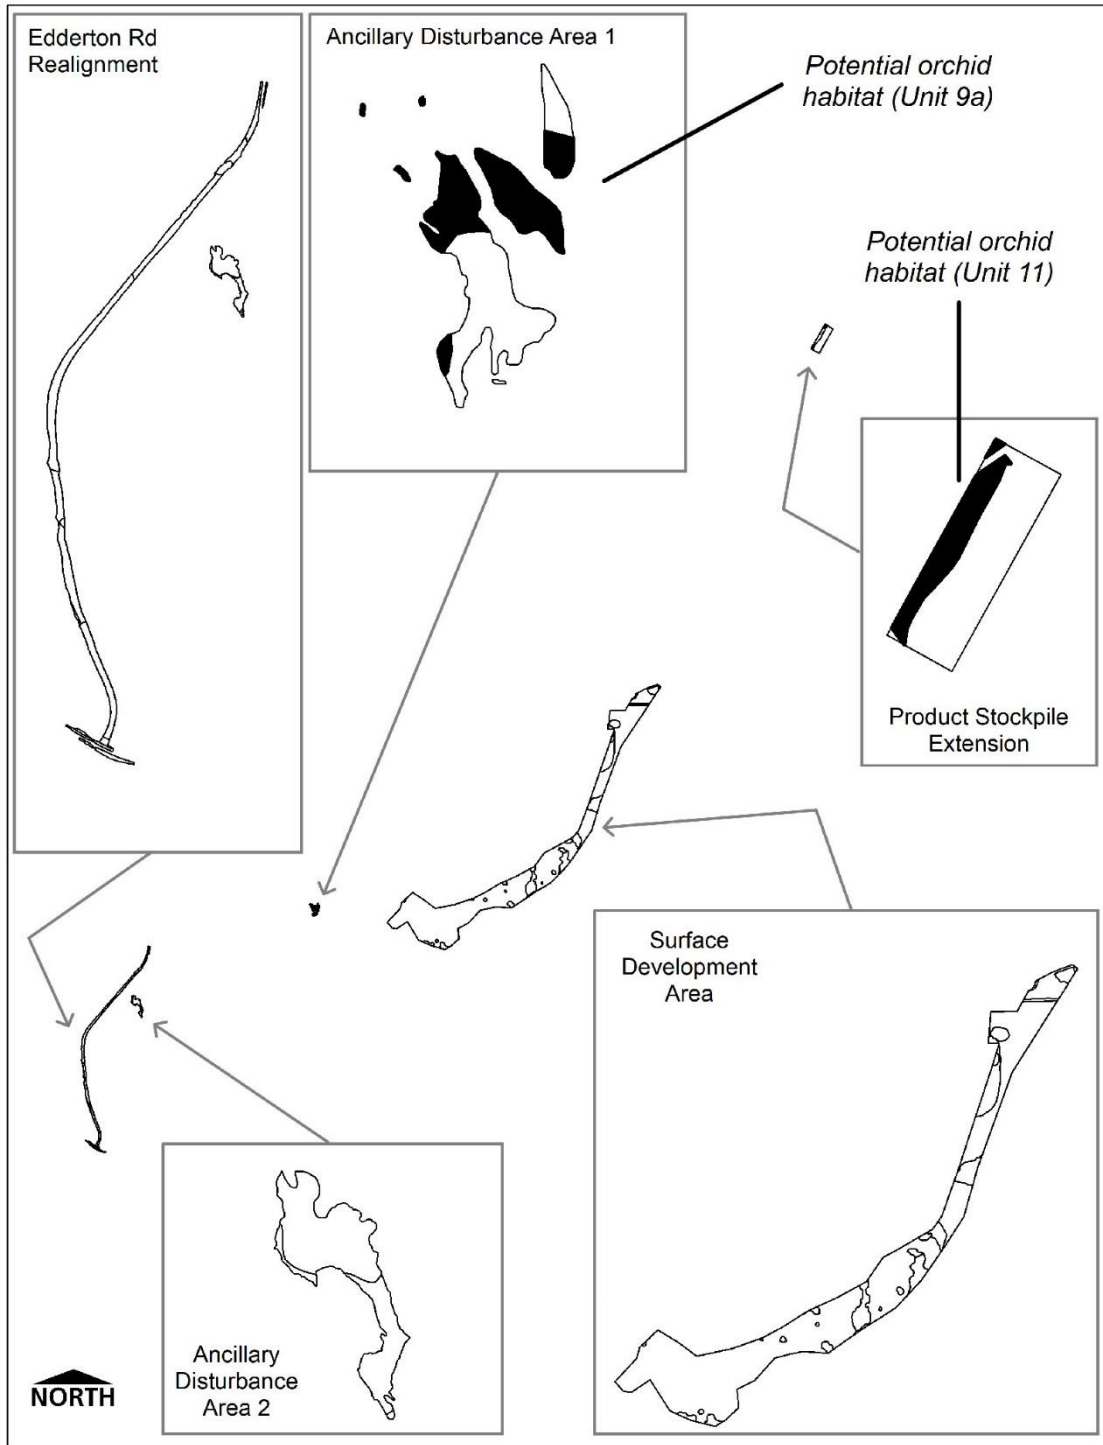 Edderton Rd
Realignment
Ancillary Disturbance Area 1
Potential orchid
habitat (Unit 9a)
Potential orchid
habitat (Unit 11)
Product Stockpile
Extension
Surface
Development
Area
Ancillary
Disturbance
Area 2
NORTH